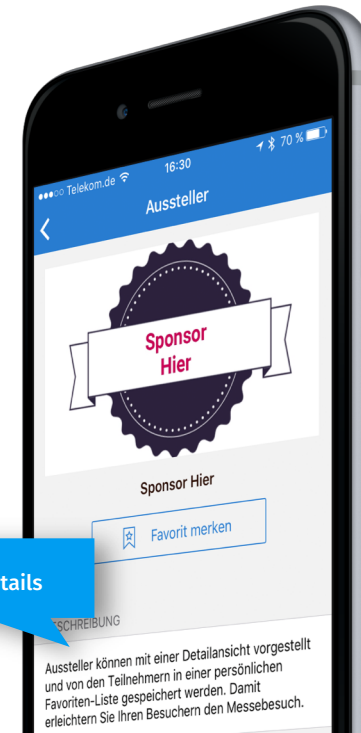 Telekom.de 16:30 70 %
Aussteller
Sponsor
Hier
Sponsor Hier
Favorit merken
tails
SCHREIBUNG
Aussteller können mit einer Detailansicht vorgestellt
und von den Teilnehmern in einer persönlichen
Favoriten-Liste gespeichert werden. Damit
erleichtern Sie Ihren Besuchern den Messebesuch.